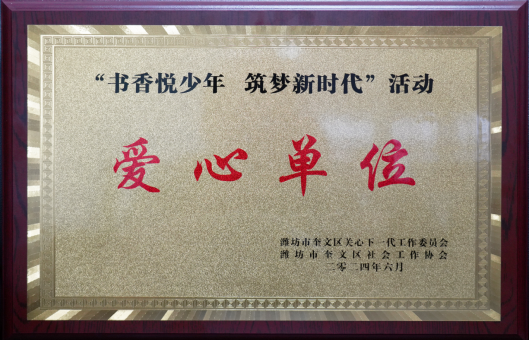 “书香悦少年 筑梦新时代”活动
爱心单位
潍坊市奎文区关心下一代工作委员会
潍坊市奎文区社会工作协会
二零二四年六月